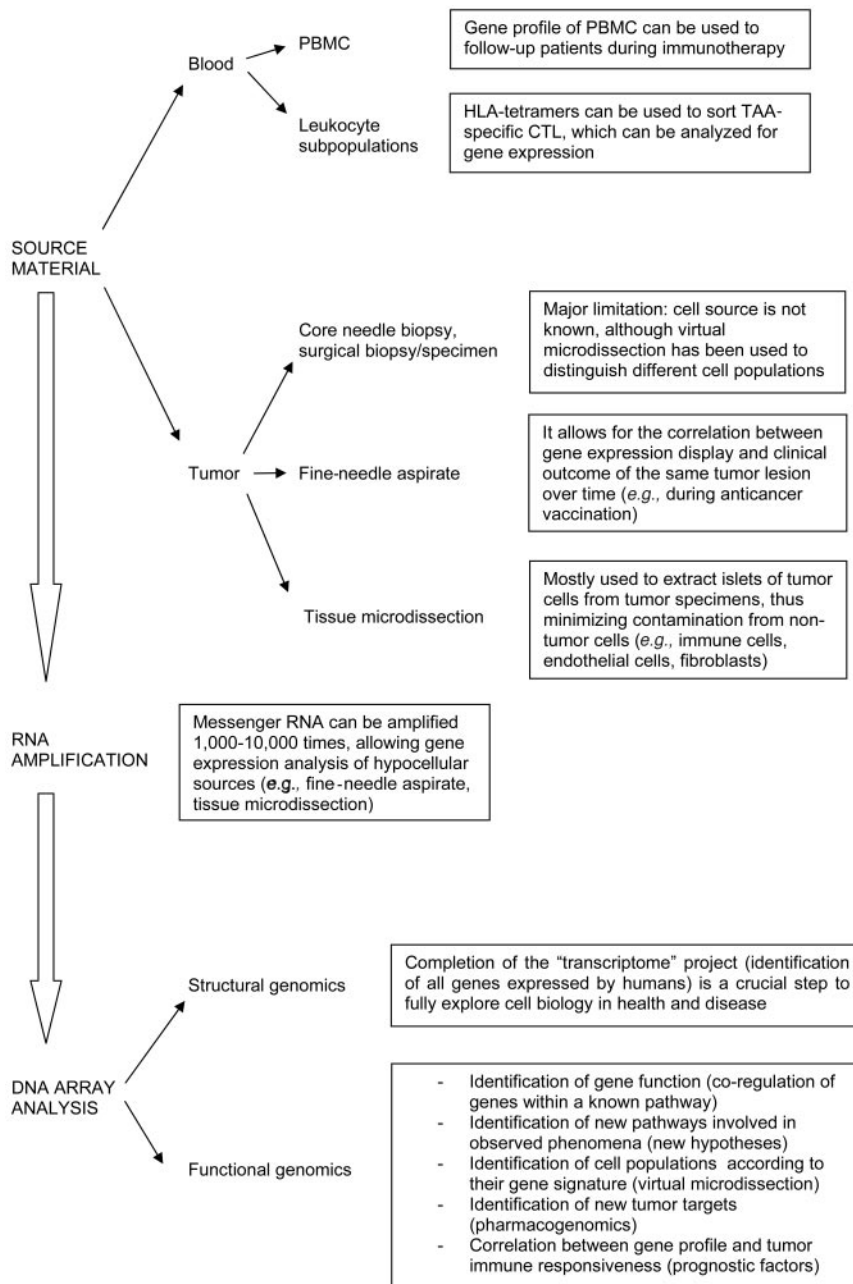 PBMC
Gene profile of PBMC can be used to
follow-up patients during immunotherapy
Blood
Leukocyte
subpopulations
HLA-tetramers can be used to sort TAA-
specific CTL, which can be analyzed for
gene expression
SOURCE
MATERIAL
Core needle biopsy,
surgical biopsy/specimen
Major limitation: cell source is not
known, although virtual
microdissection has been used to
distinguish different cell populations
Tumor
Fine-needle aspirate
It allows for the correlation between
gene expression display and clinical
outcome of the same tumor lesion
over time (e.g., during anticancer
vaccination)
Tissue microdissection
Mostly used to extract islets of tumor
cells from tumor specimens, thus
minimizing contamination from non-
tumor cells (e.g., immune cells,
endothelial cells, fibroblasts)
RNA
AMPLIFICATION
Messenger RNA can be amplified
1,000-10,000 times, allowing gene
expression analysis of hypocellular
sources (e.g., fine-needle aspirate,
tissue microdissection)
Structural genomics
Completion of the “transcriptome” project (identification
of all genes expressed by humans) is a crucial step to
fully explore cell biology in health and disease
DNA ARRAY
ANALYSIS
Functional genomics
- Identification of gene function (co-regulation of
genes within a known pathway)
- Identification of new pathways involved in
observed phenomena (new hypotheses)
- Identification of cell populations according to
their gene signature (virtual microdissection)
- Identification of new tumor targets
(pharmacogenomics)
- Correlation between gene profile and tumor
immune responsiveness (prognostic factors)